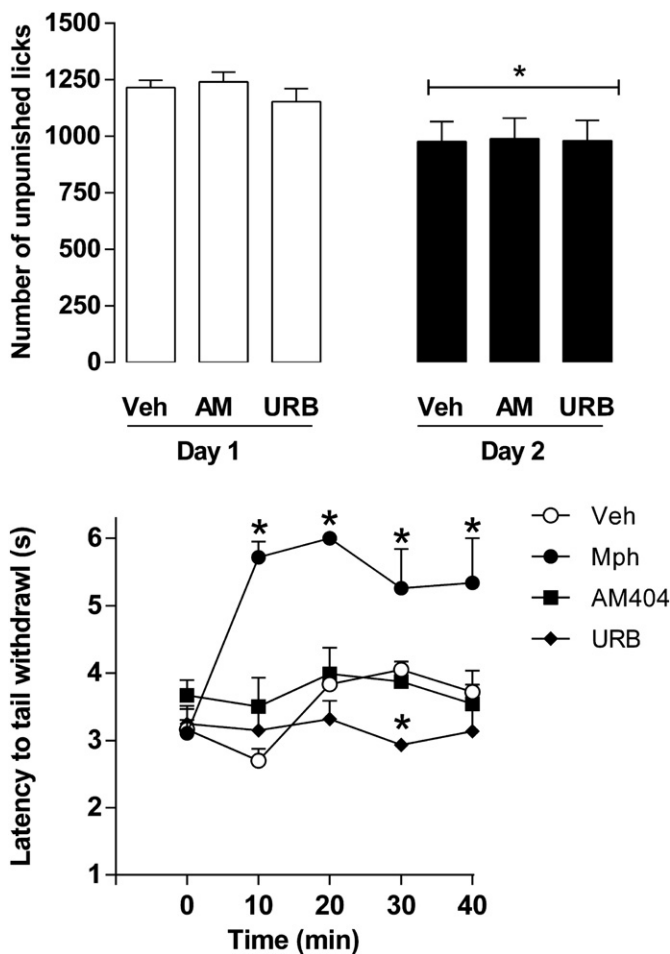 Number of unpunished licks
1500
1250
1000
750
500
250
0
*
Veh AM URB
Day 1
Veh AM URB
Day 2
Latency to tail withdrawl (s)
6
5
4
3
2
1
* * * *
*
0 10 20 30 40
Time (min)
Veh
Mph
AM404
URB